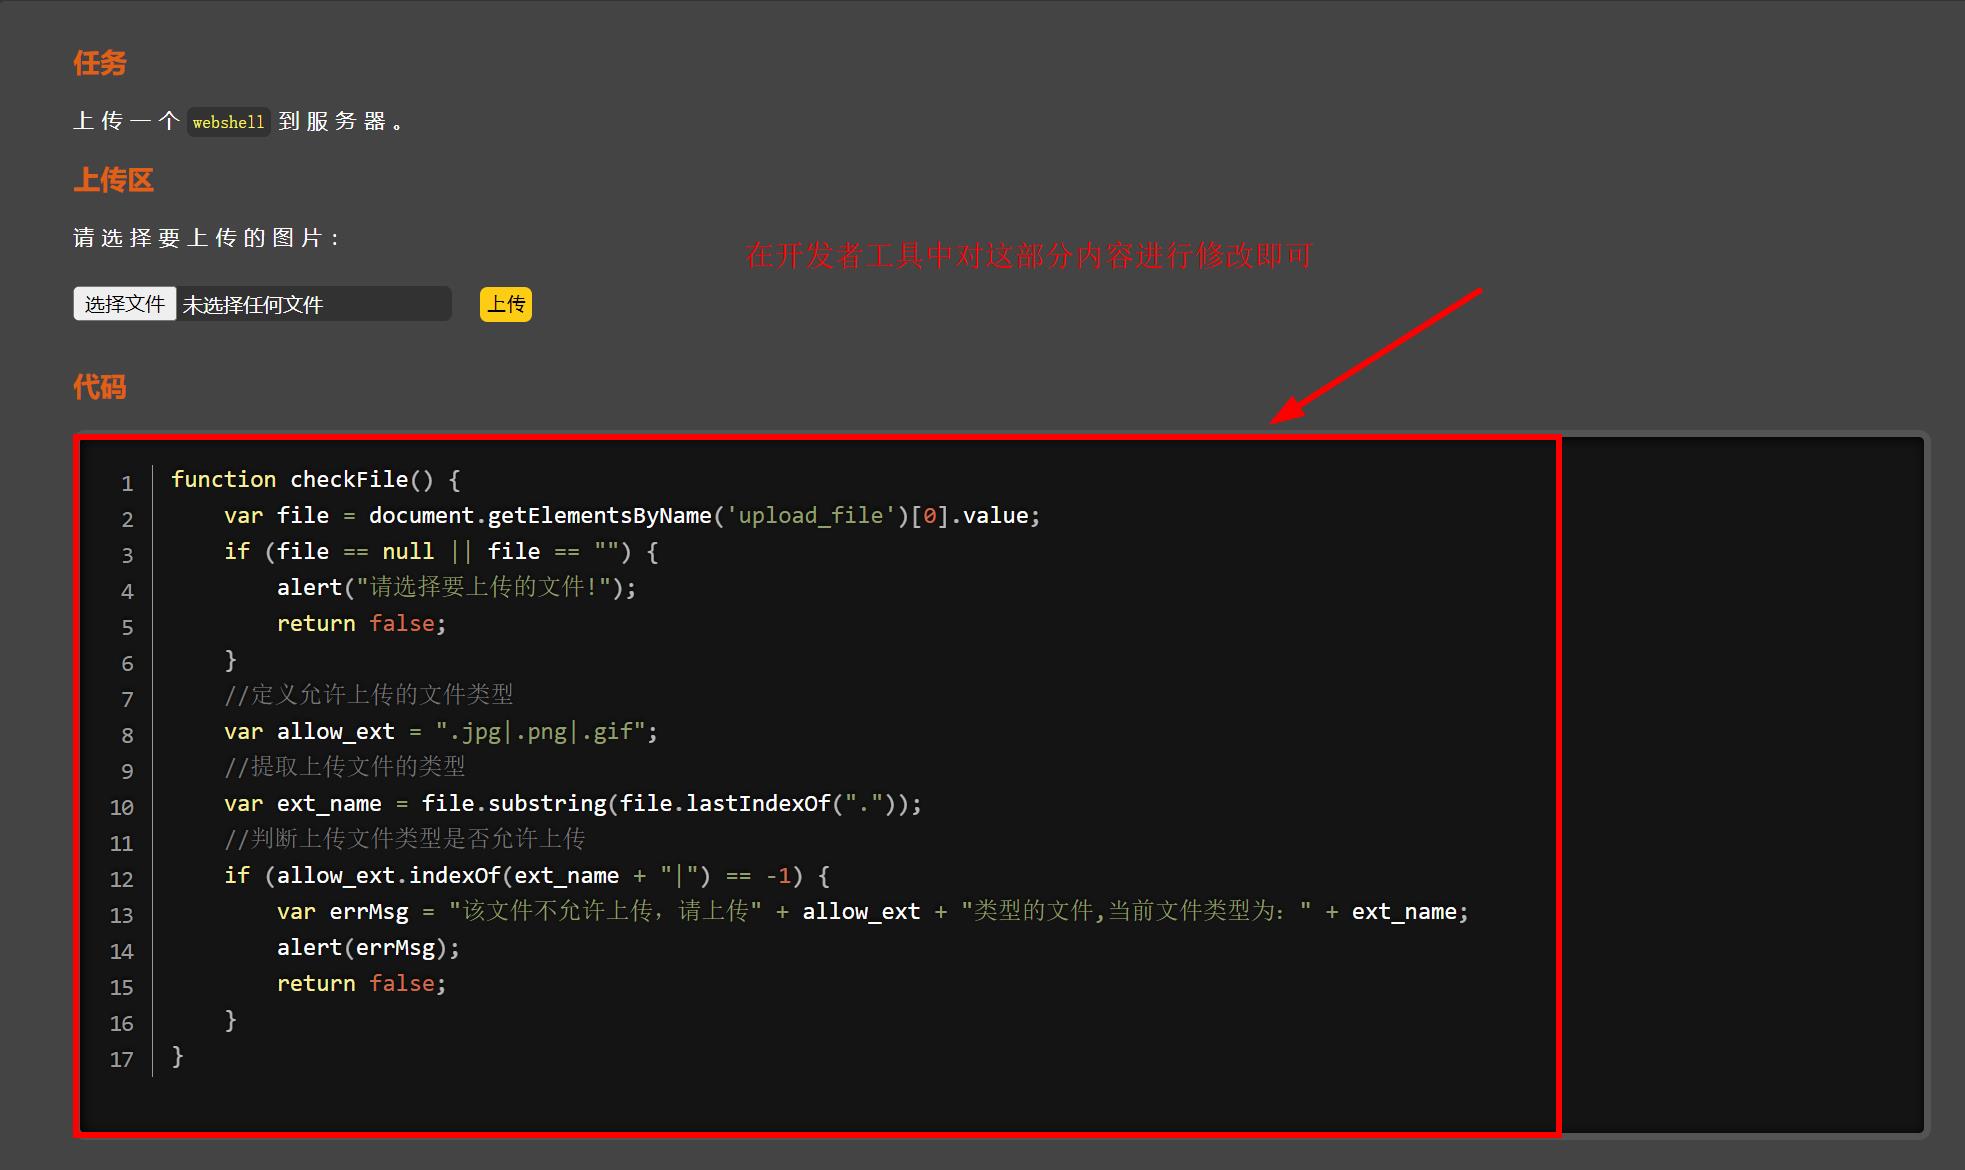 任务
上传一个 webshell 到服务器。
上传区
请选择要上传的图片：
选择文件 未选择任何文件 上传
在开发者工具中对这部分内容进行修改即可
代码
1 function checkFile() {
2     var file = document.getElementsByName('upload_file')[0].value;
3     if (file == null || file == "") {
4         alert("请选择要上传的文件!");
5         return false;
6     }
7     //定义允许上传的文件类型
8     var allow_ext = ".jpg|.png|.gif";
9     //提取上传文件的类型
10     var ext_name = file.substring(file.lastIndexOf("."));
11     //判断上传文件类型是否允许上传
12     if (allow_ext.indexOf(ext_name + "|") == -1) {
13         var errMsg = "该文件不允许上传，请上传" + allow_ext + "类型的文件,当前文件类型为：" + ext_name;
14         alert(errMsg);
15         return false;
16     }
17 }